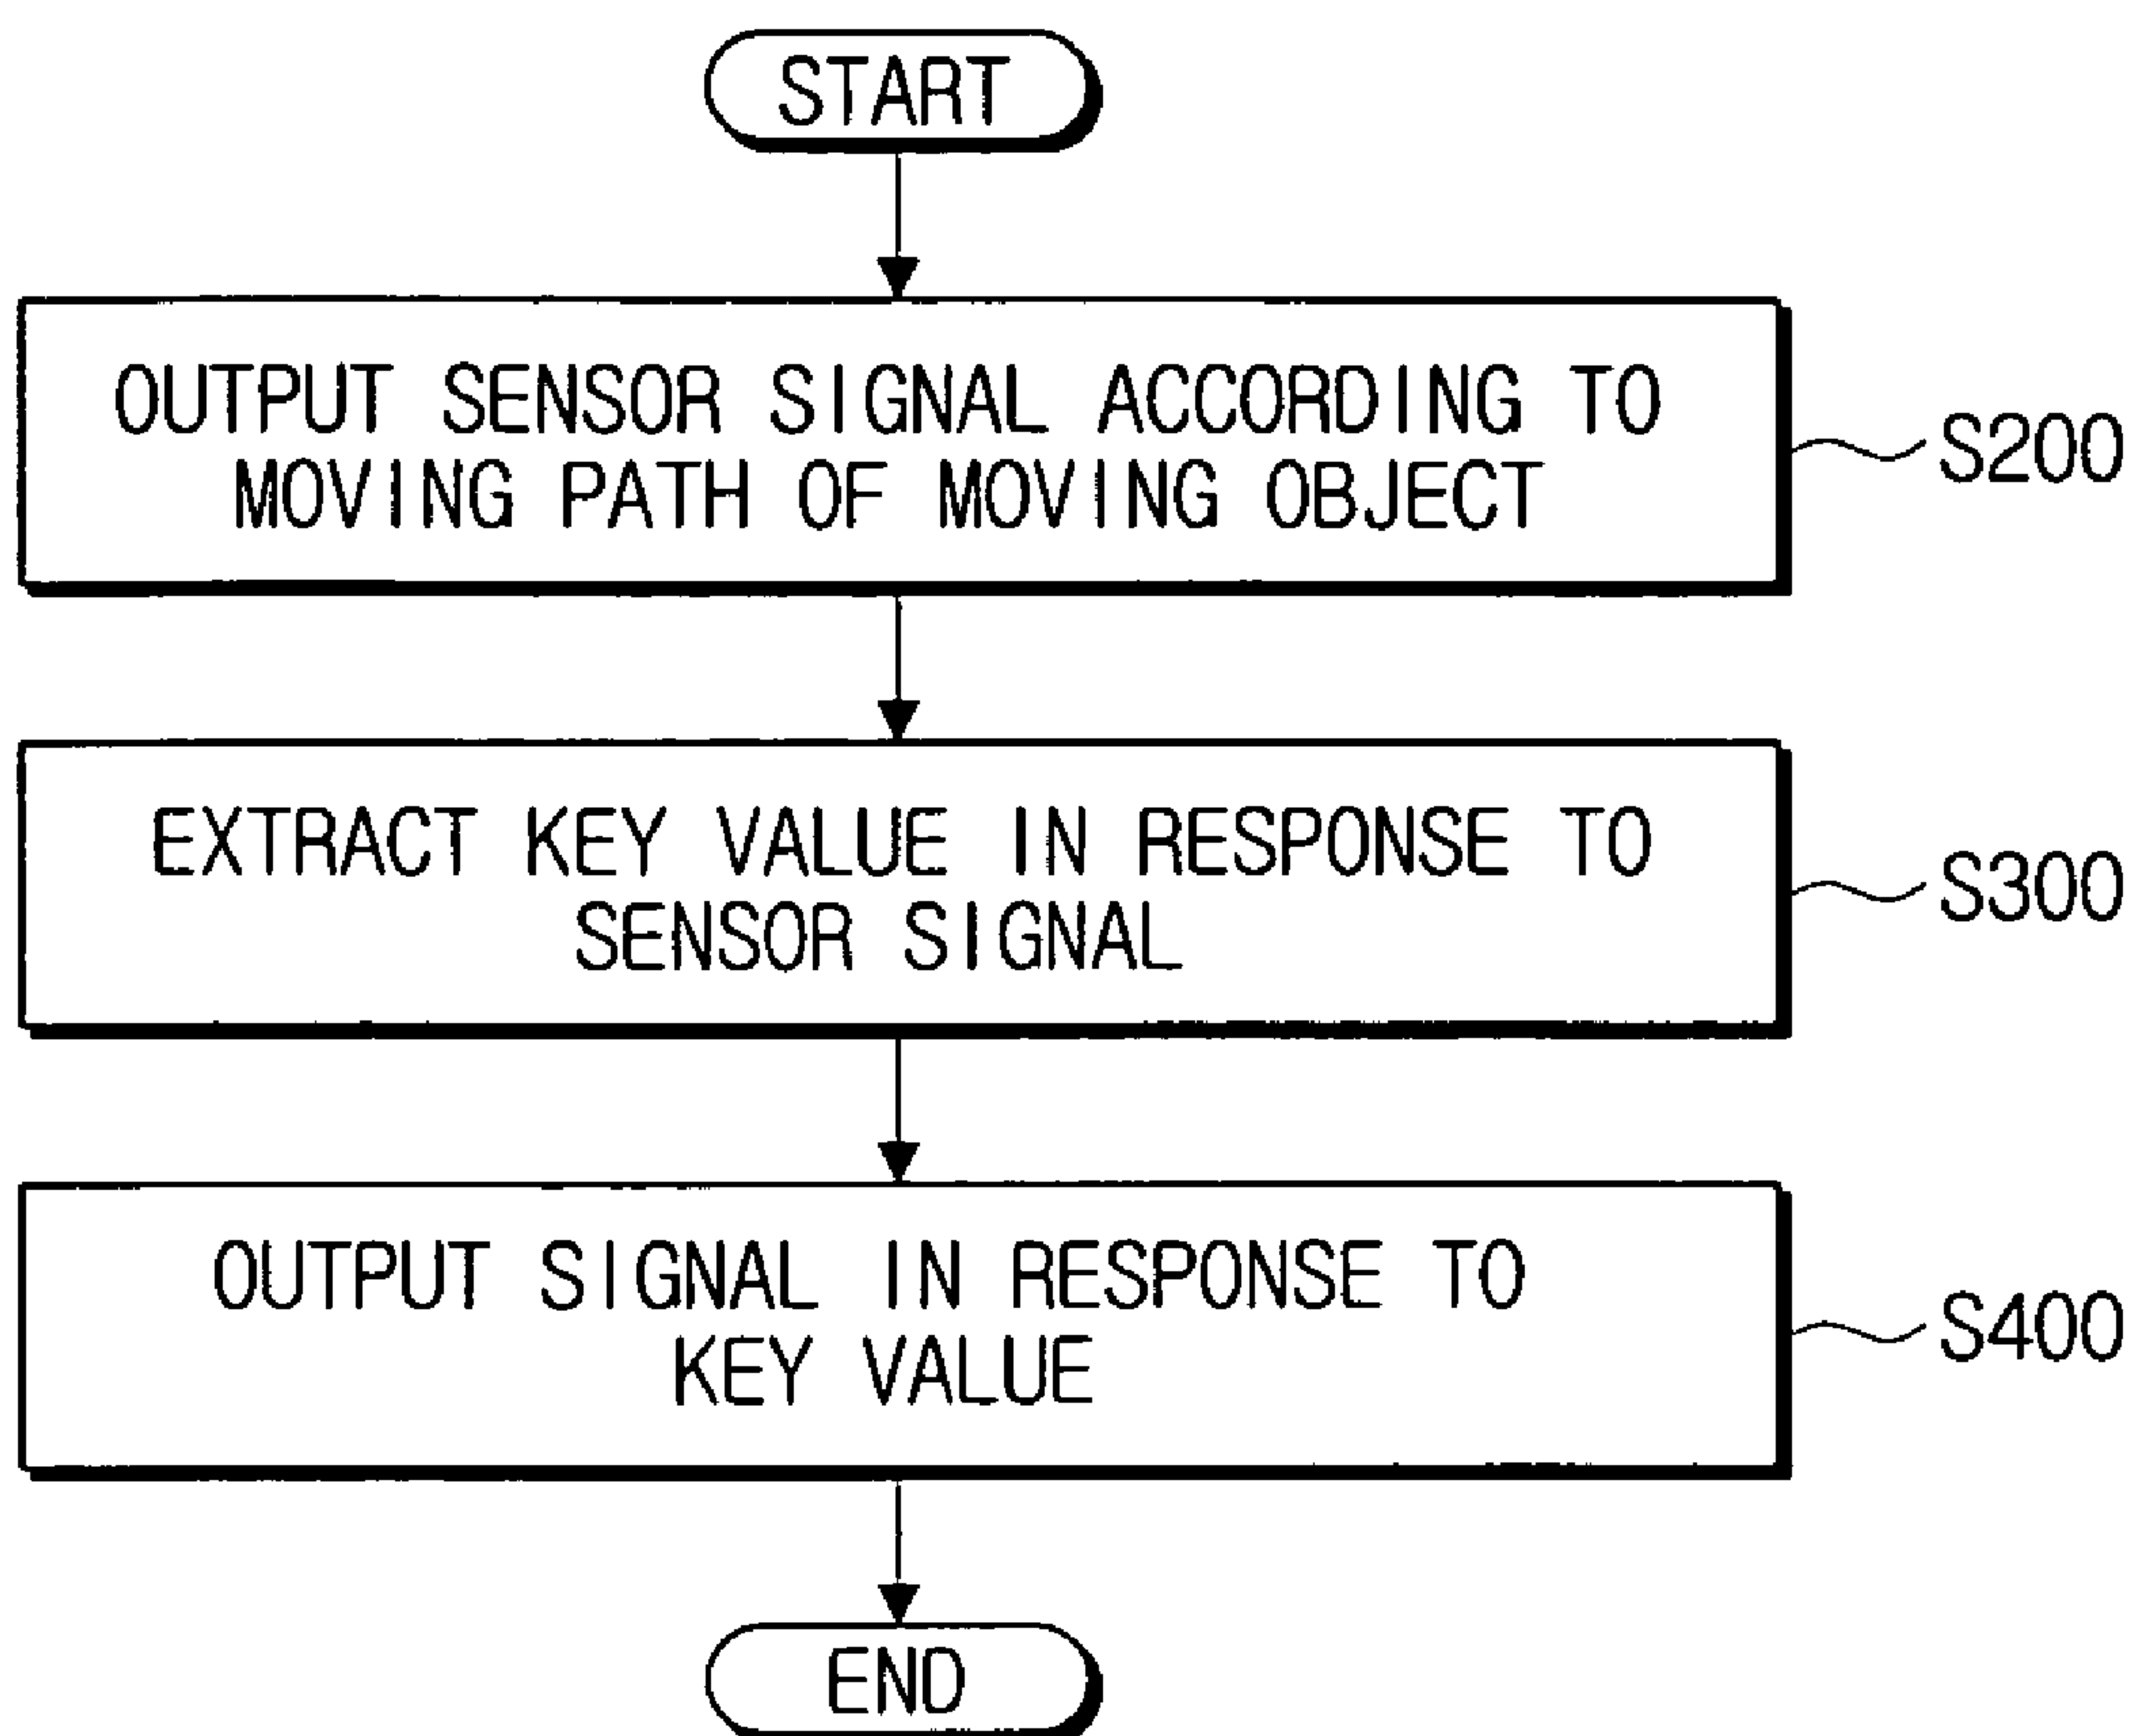 START
OUTPUT SENSOR SIGNAL ACCORDING TO
MOVING PATH OF MOVING OBJECT
S200
EXTRACT KEY VALUE IN RESPONSE TO
SENSOR SIGNAL
S300
OUTPUT SIGNAL IN RESPONSE TO
KEY VALUE
S400
END